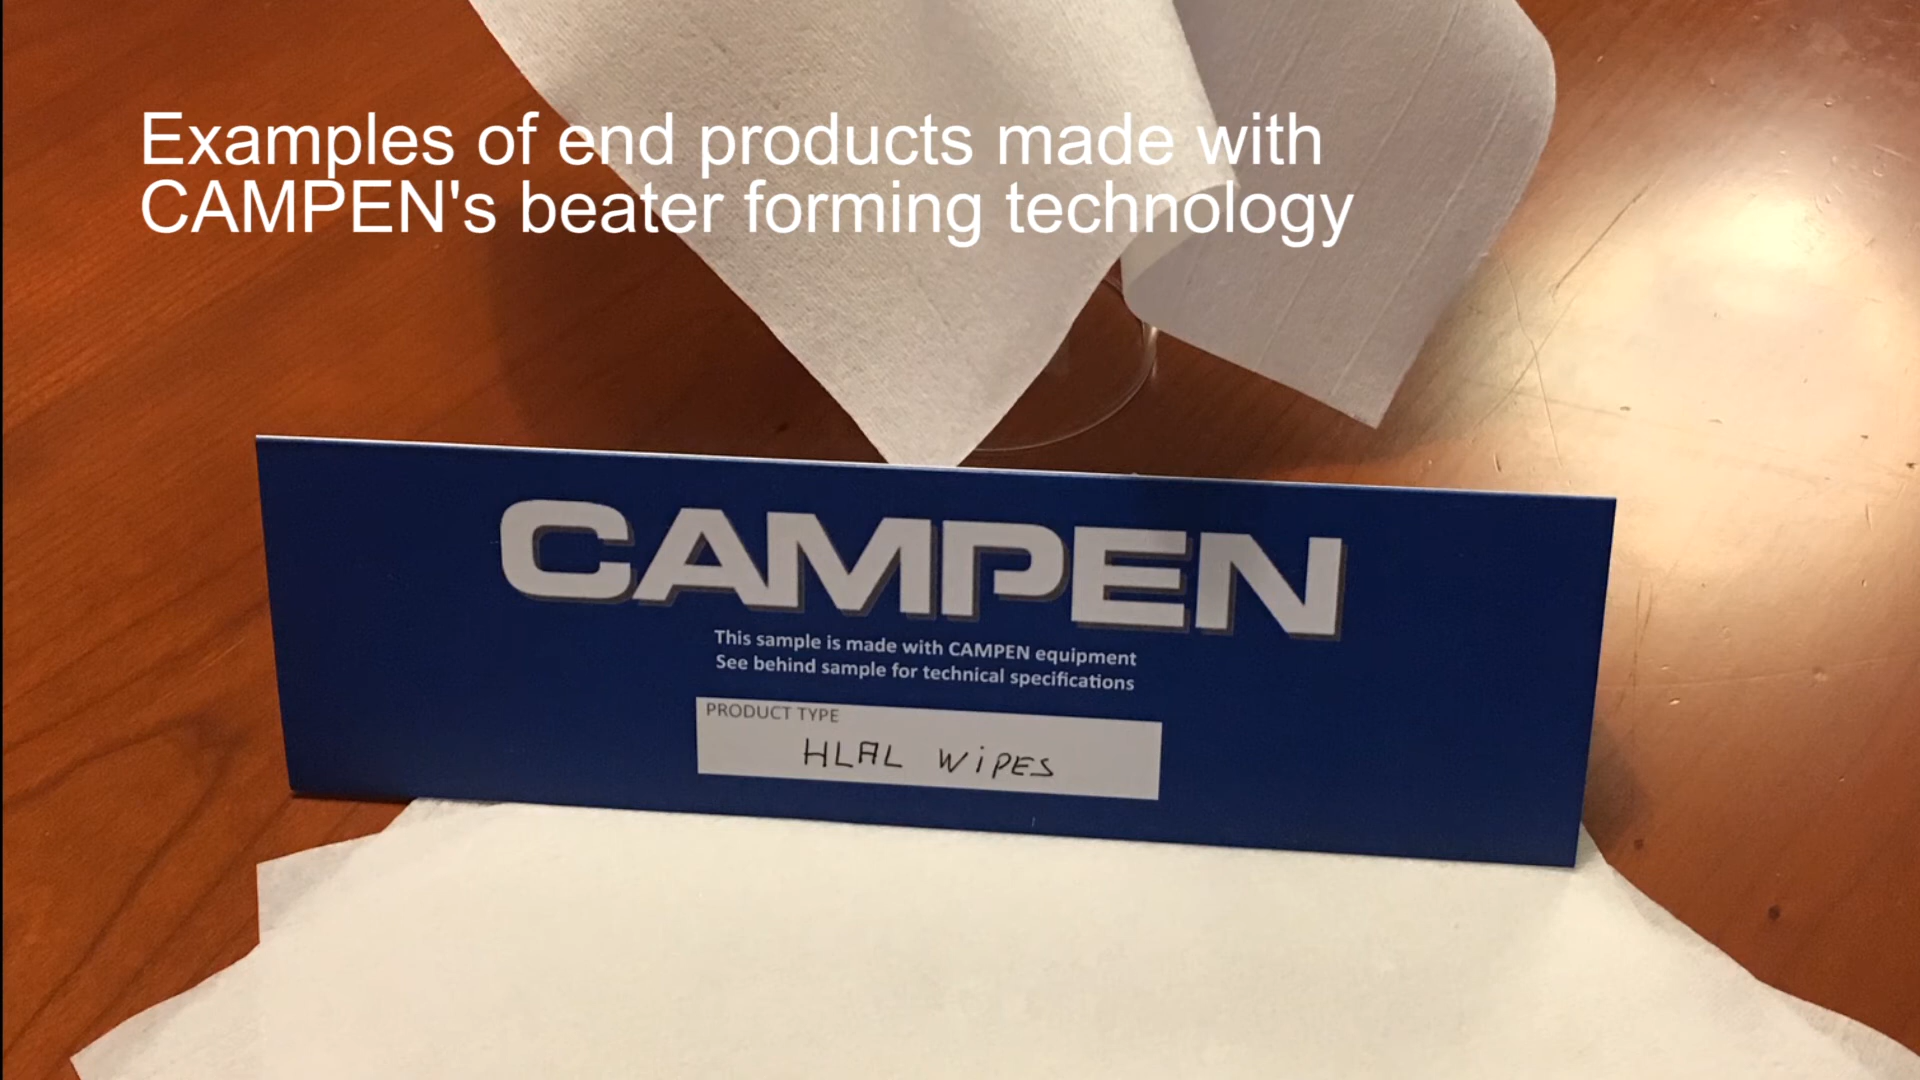 Examples of end products made with
CAMPEN's beater forming technology
CAMPEN
This sample is made with CAMPEN equipment
See behind sample for technical specifications
PRODUCT TYPE
HLAL WiPES